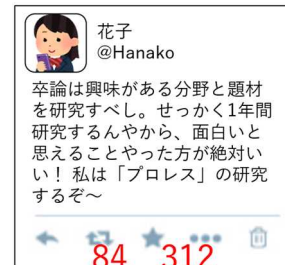 花子
@Hanako
卒論は興味がある分野と題材
を研究すべし。せっかく1年間
研究するんやから、面白いと
思えることやった方が絶対い
い！ 私は「プロレス」の研究
するぞ～
84 312